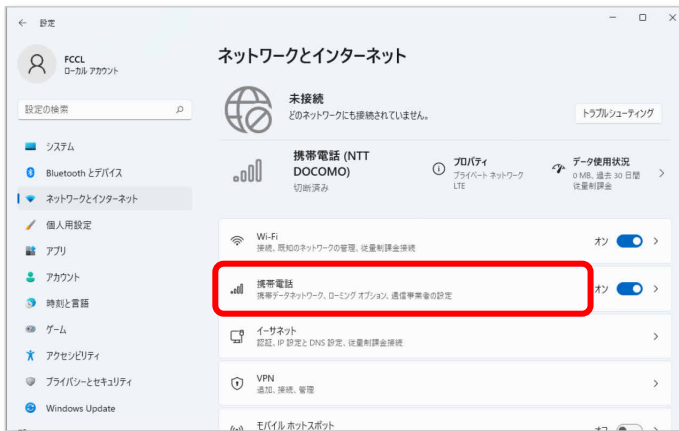 設定
FCCL
ローカル アカウント
設定の検索
システム
Bluetooth とデバイス
ネットワークとインターネット
個人用設定
アプリ
アカウント
時刻と言語
ゲーム
アクセシビリティ
プライバシーとセキュリティ
Windows Update
ネットワークとインターネット
未接続
どのネットワークにも接続されていません。
トラブルシューティング
携帯電話 (NTT
DOCOMO)
切断済み
プロパティ
プライベート ネットワーク
LTE
データ使用状況
0 MB、過去 30 日間
従量制課金
Wi-Fi
接続、既知のネットワークの管理、従量制課金接続
オン
携帯電話
携帯データネットワーク、ローミング オプション、通信事業者の設定
オン
イーサネット
認証、IP 設定と DNS 設定、従量制課金接続
VPN
追加、接続、管理
モバイル ホットスポット
オフ